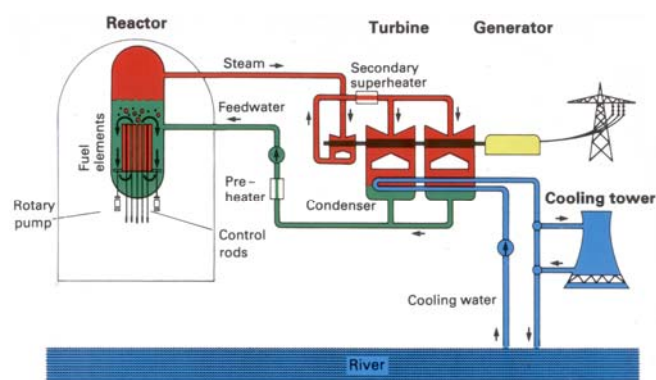 Reactor
Turbine
Generator
Steam
Secondary
superheater
Feedwater
Fuel
elements
Pre-
heater
Condenser
Cooling tower
Rotary
pump
Control
rods
Cooling water
River